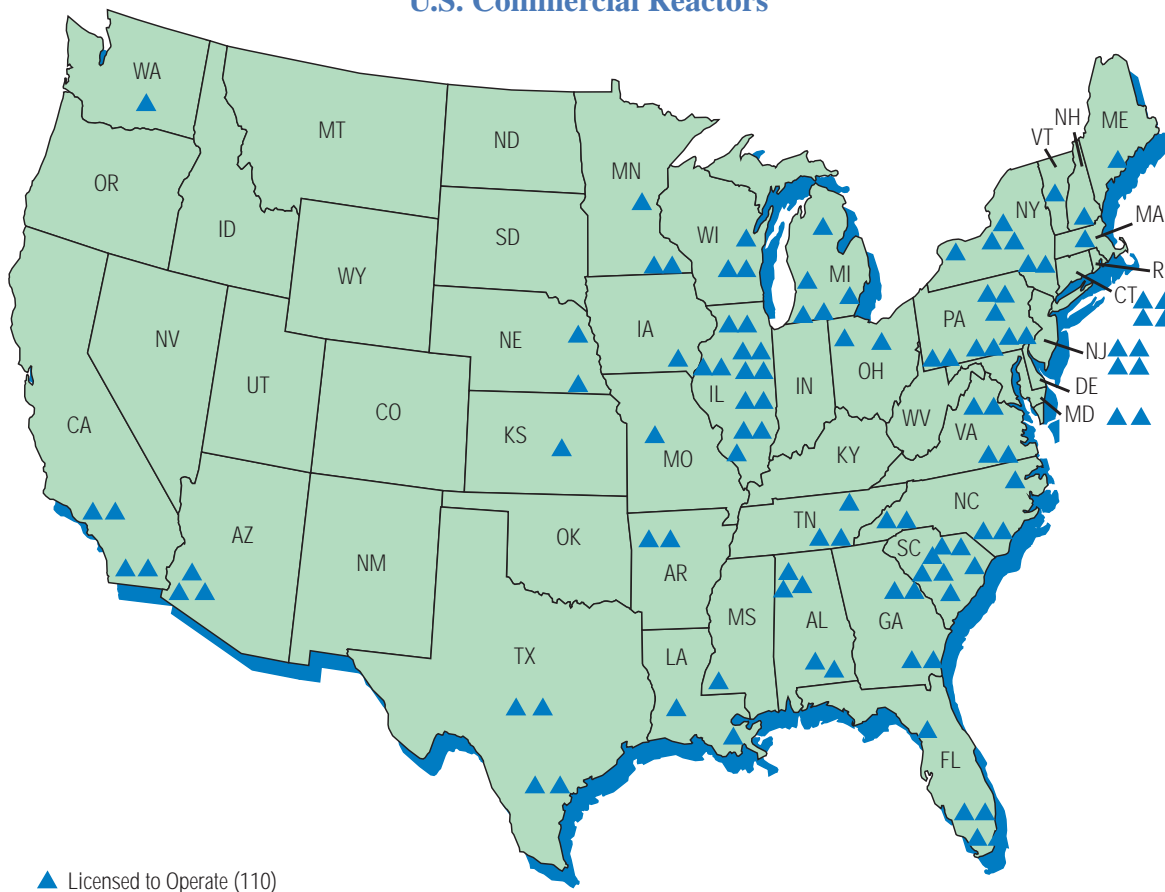 U.S. Commercial Reactors
WA
MT
ND
MN
OR
ID
SD
WI
WY
MI
NH
VT
ME
NY
MA
R
CT
NV
NE
IA
PA
NJ
UT
CO
IL
IN
OH
DE
MD
CA
KS
MO
WV
VA
KY
AZ
NM
OK
TN
NC
AR
SC
MS
AL
GA
TX
LA
FL
Licensed to Operate (110)